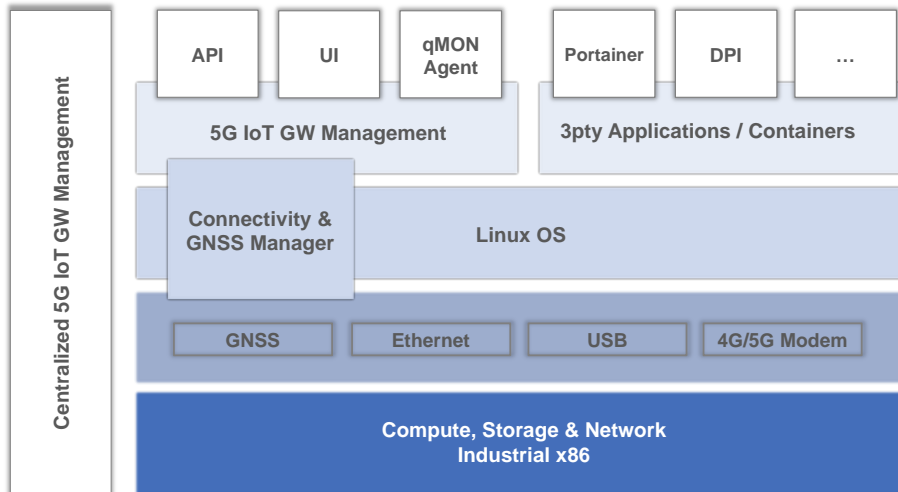 Centralized 5G IoT GW Management
API
UI
qMON
Agent
Portainer
DPI
...
5G IoT GW Management
3pty Applications / Containers
Connectivity &
GNSS Manager
Linux OS
GNSS
Ethernet
USB
4G/5G Modem
Compute, Storage & Network
Industrial x86